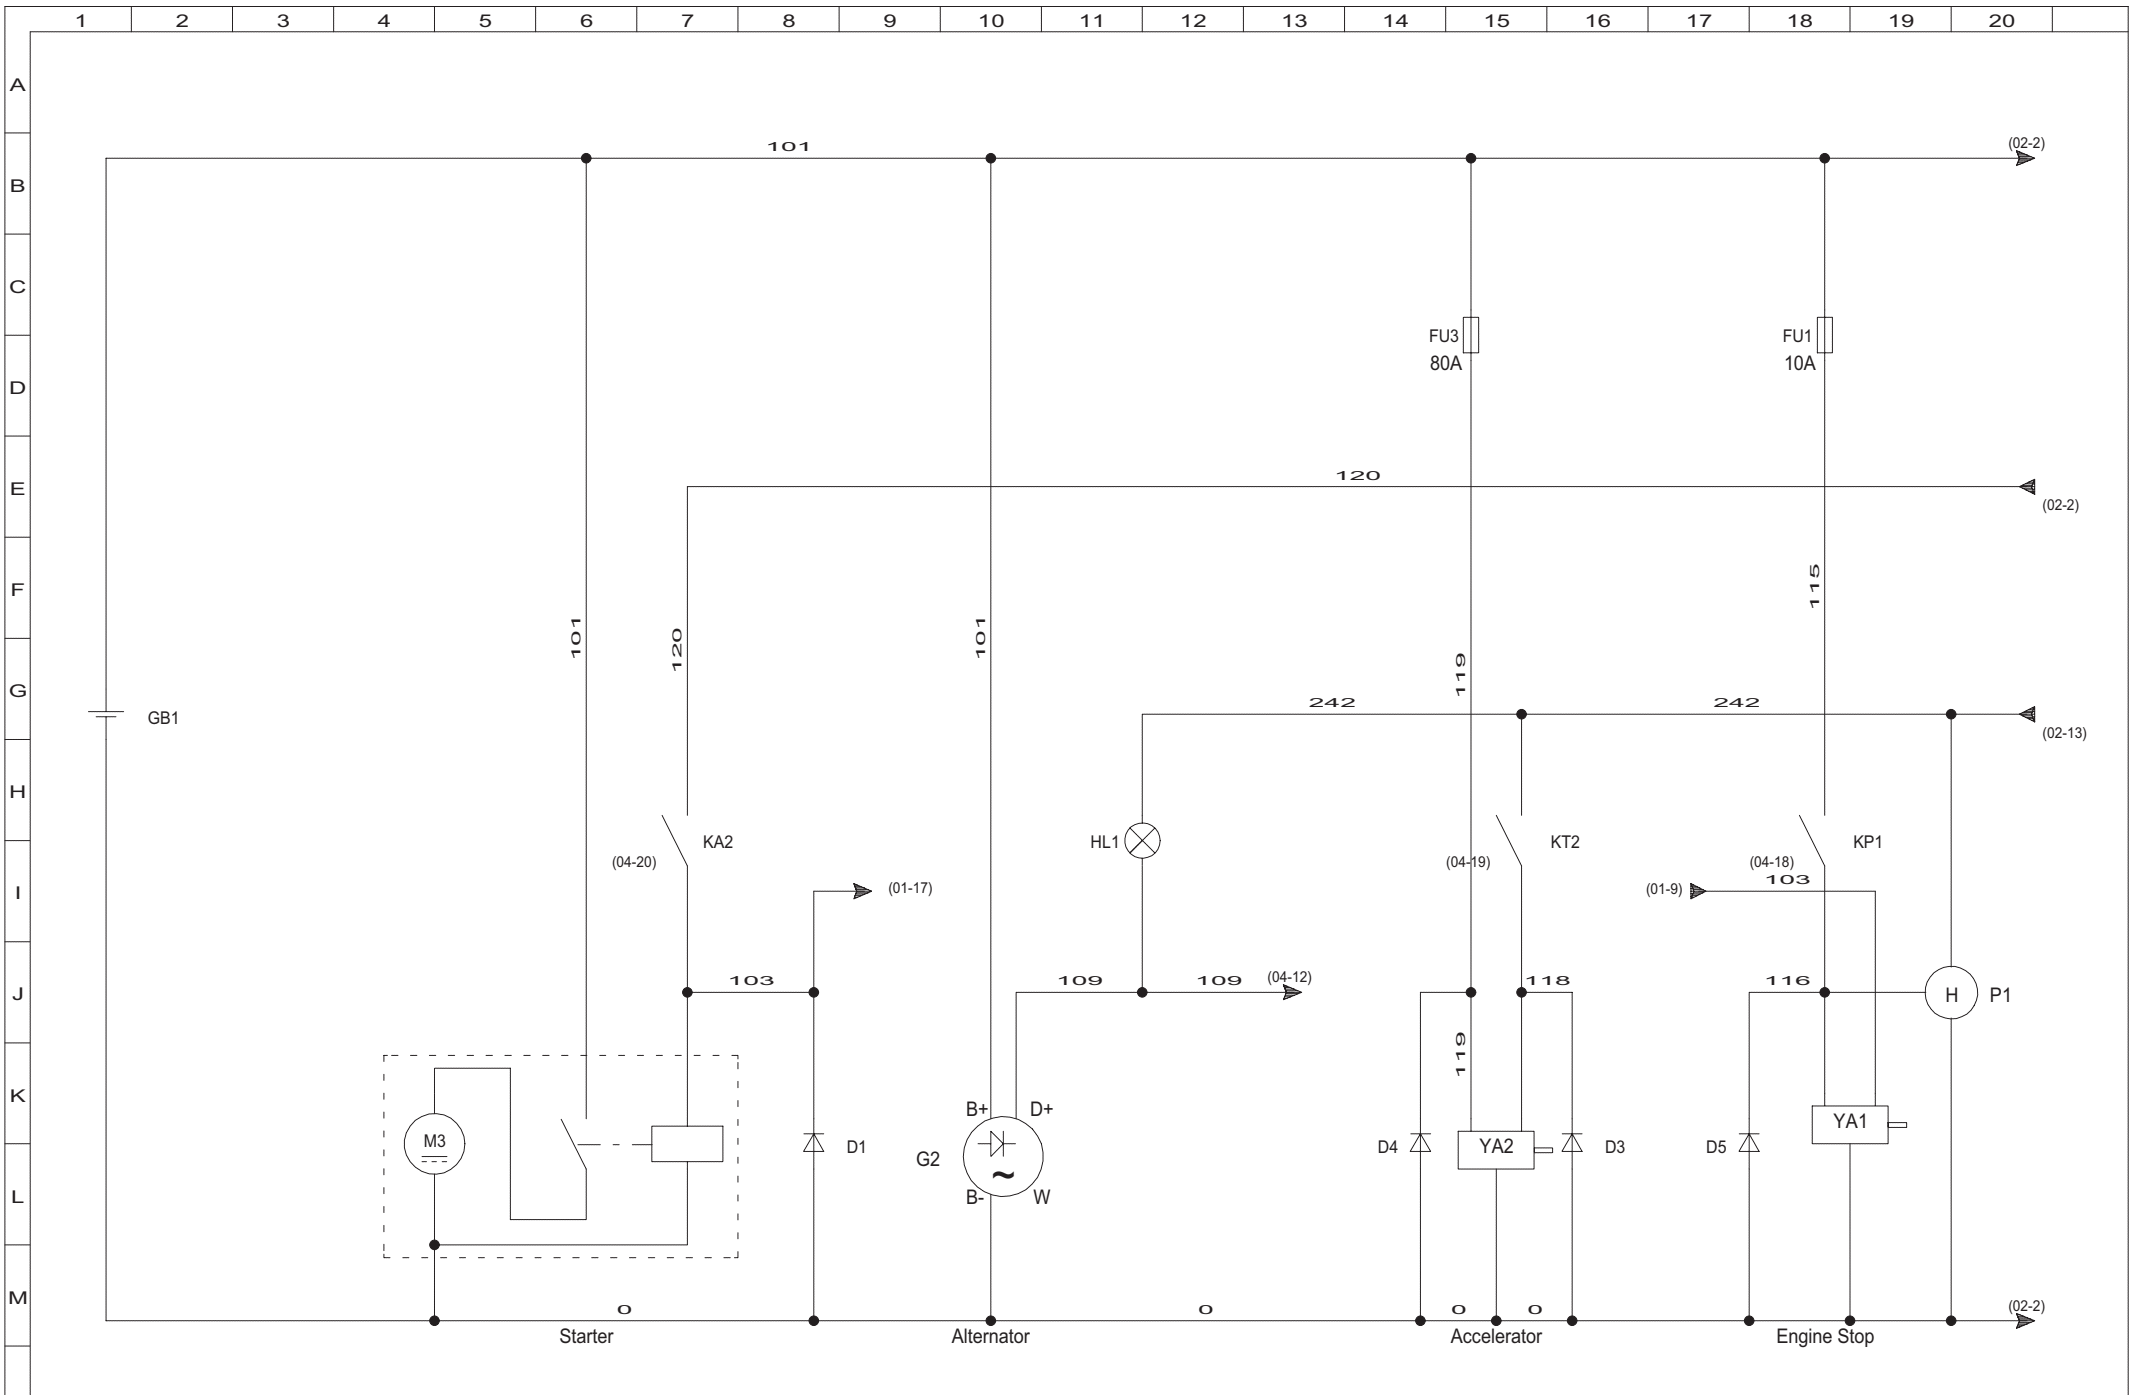 1 2 3 4 5 6 7 8 9 10 11 12 13 14 15 16 17 18 19 20
A
101 (02-2)
B
C
FU3 FU1
80A 10A
D
120
E
(02-2)
115
F
101 120 101
119
G
242 242
GB1
(02-13)
H
KA2 HL1 KT2 KP1
(04-20) (04-19) (04-18)
103
I
(01-17) (01-9)
103 109 109 (04-12) 118 116
J
H P1
119
K
B+ D+
M3 YA1
D1 D4 YA2 D3 D5
G2
L
B- W
M
0 0 0 0 (02-2)
Starter Alternator Accelerator Engine Stop